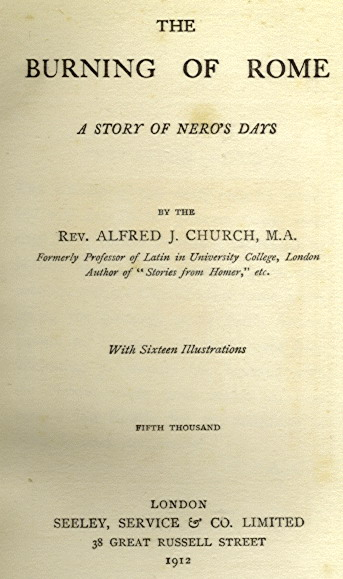 THE
BURNING OF ROME
A STORY OF NERO'S DAYS
BY THE
REV. ALFRED J. CHURCH, M.A.
Formerly Professor of Latin in University College, London
Author of "Stories from Homer," etc.
With Sixteen Illustrations
FIFTH THOUSAND
LONDON
SEELEY, SERVICE & CO. LIMITED
38 GREAT RUSSELL STREET
1912